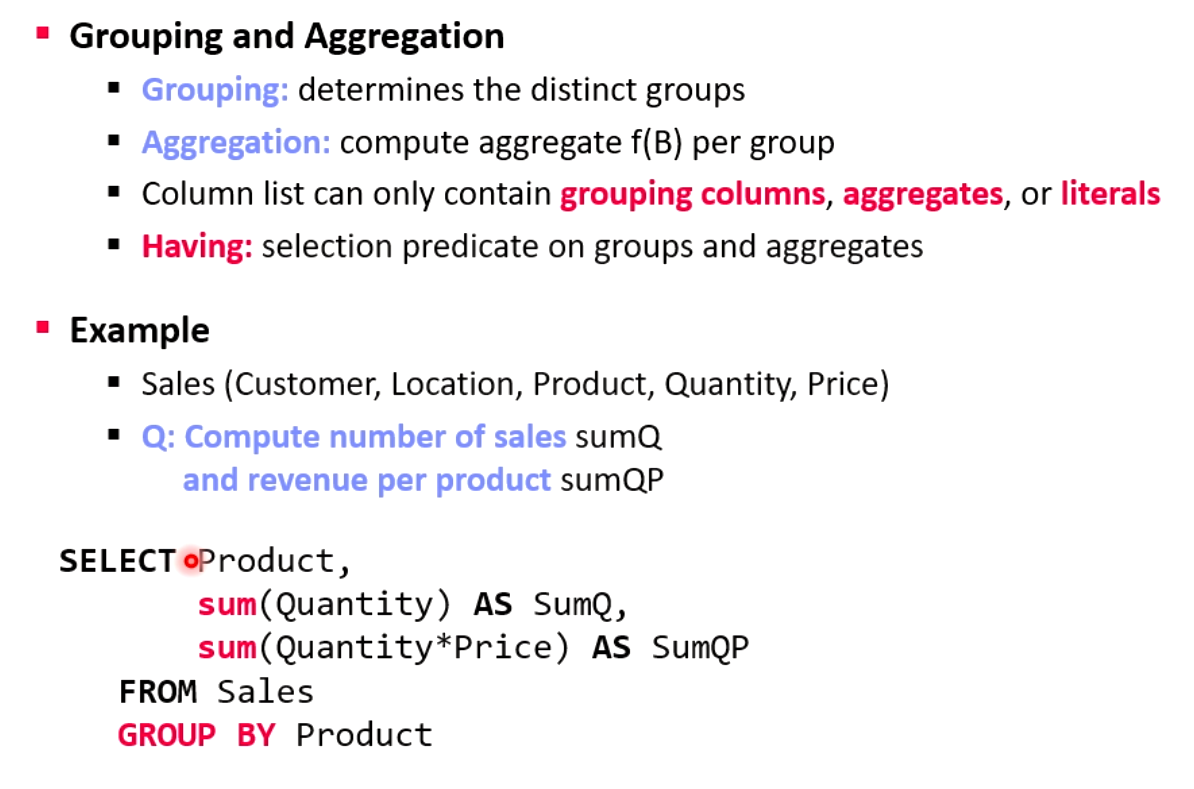 Grouping and Aggregation
Grouping: determines the distinct groups
Aggregation: compute aggregate f(B) per group
Column list can only contain grouping columns, aggregates, or literals
Having: selection predicate on groups and aggregates
Example
Sales (Customer, Location, Product, Quantity, Price)
Q: Compute number of sales sumQ
and revenue per product sumQP
SELECT Product,
sum(Quantity) AS SumQ,
sum(Quantity*Price) AS SumQP
FROM Sales
GROUP BY Product